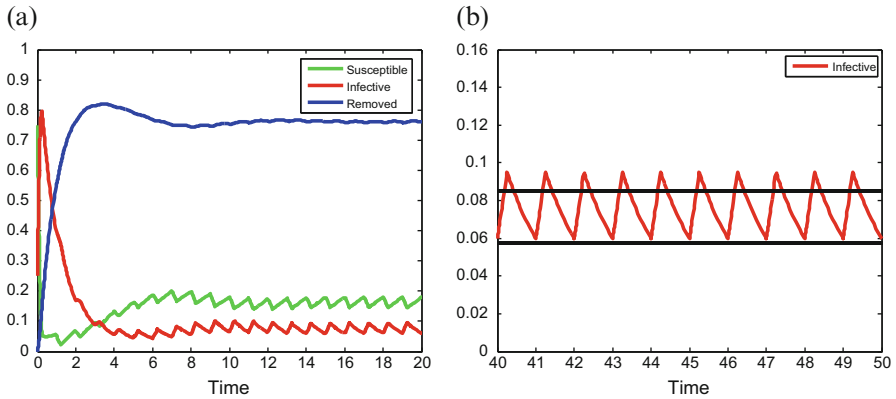 (a)
1
0.9
0.8
0.7
0.6
0.5
0.4
0.3
0.2
0.1
0
0 2 4 6 8 10 12 14 16 18 20
Time
Susceptible
Infective
Removed
(b)
0.16
0.14
0.12
0.1
0.08
0.06
0.04
0.02
0
40 41 42 43 44 45 46 47 48 49 50
Time
Infective